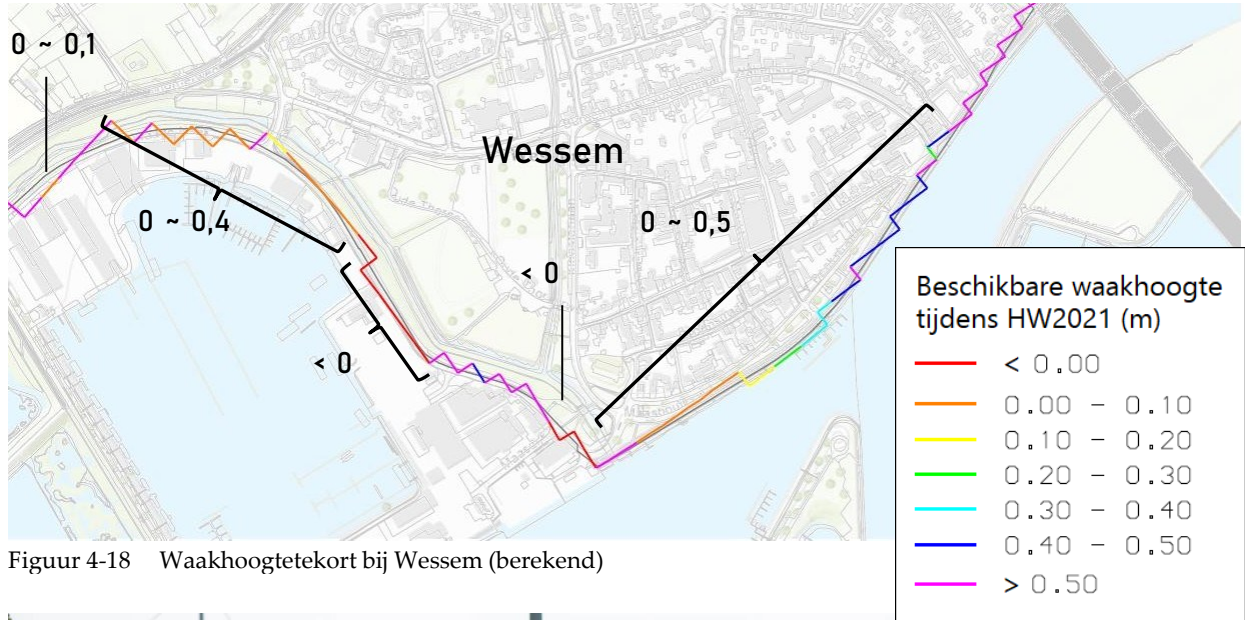 0 ~ 0,1
Wessem
0 ~ 0,4
0 ~ 0,5
< 0
< 0
Beschikbare waakhoogte
tijdens HW2021 (m)
< 0.00
0.00 - 0.10
0.10 - 0.20
0.20 - 0.30
0.30 - 0.40
0.40 - 0.50
> 0.50
Figuur 4-18 Waakhoogtetekort bij Wessem (berekend)